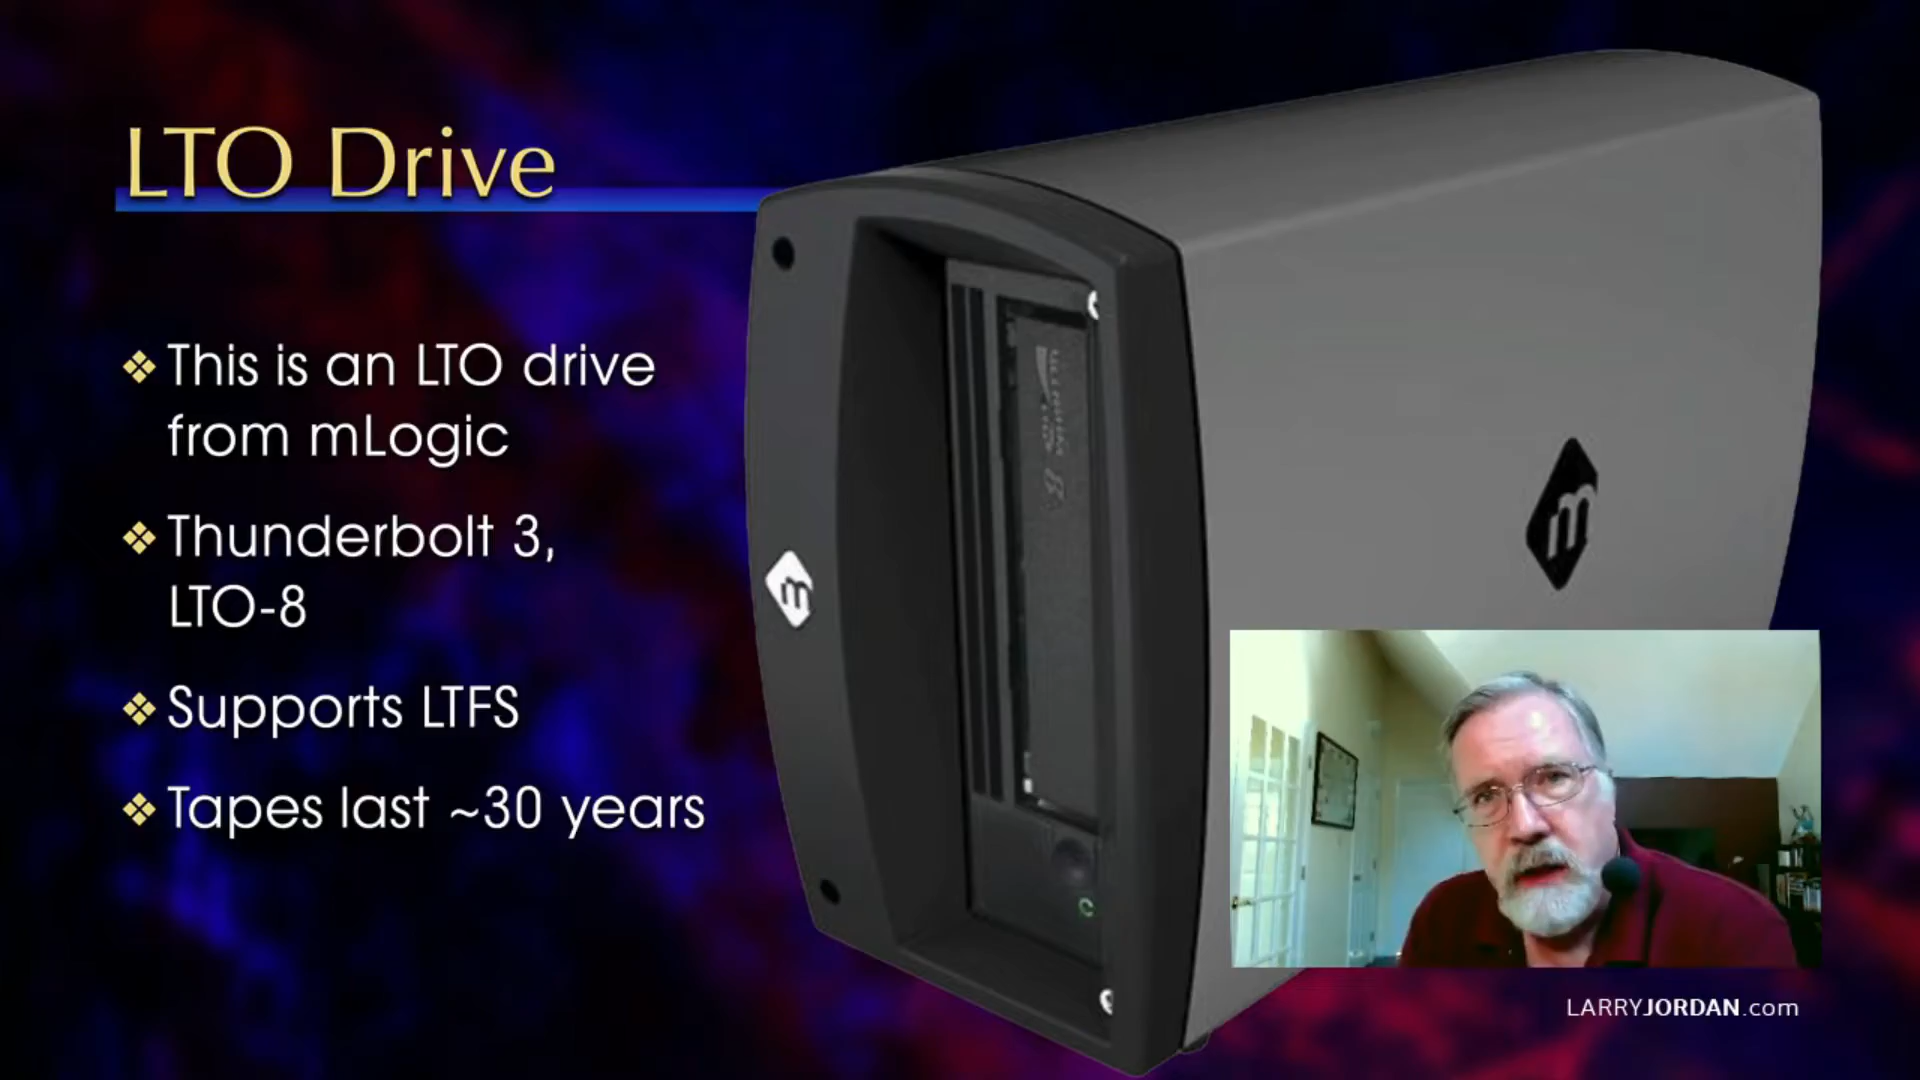 LTO Drive
❖ This is an LTO drive
from mLogic
❖ Thunderbolt 3,
LTO-8
❖ Supports LTFS
❖ Tapes last ~30 years
m
m
LARRYJORDAN.com